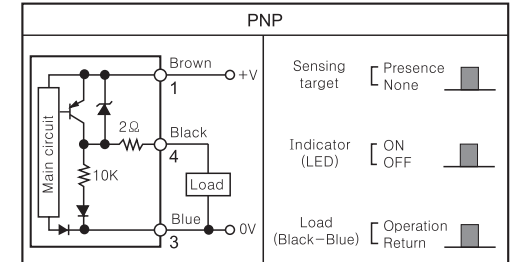 PNP
Main circuit
Brown
1
+V
2Ω
Black
4
10K
Load
Blue
3
0V
Sensing target
Presence
None
Indicator (LED)
ON
OFF
Load (Black-Blue)
Operation
Return